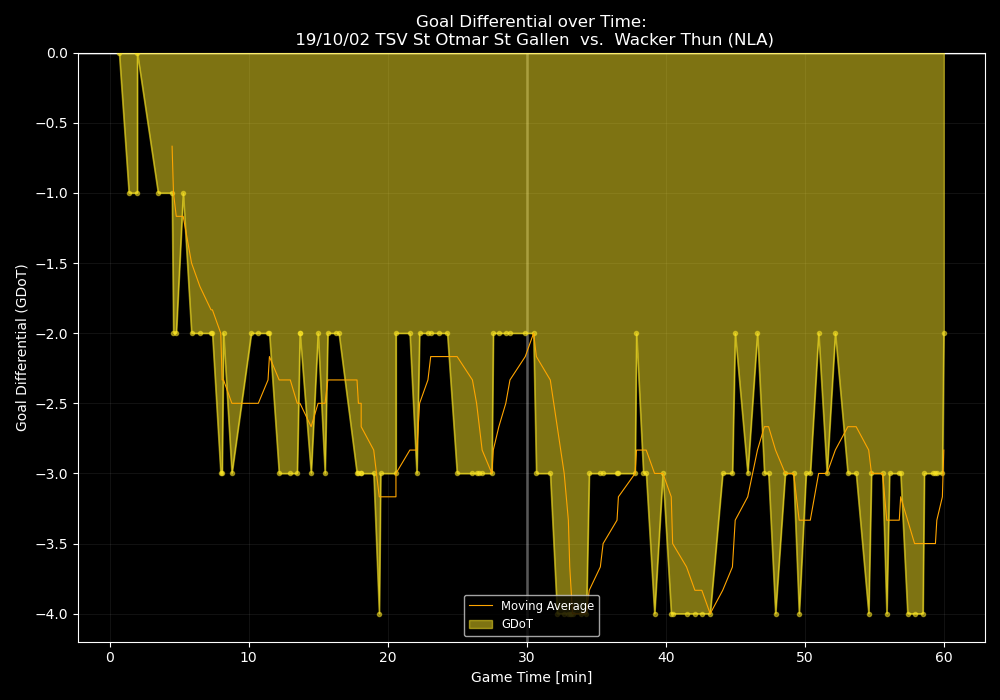 Goal Differential over Time:
19/10/02 TSV St Otmar St Gallen  vs.  Wacker Thun (NLA)
Goal Differential (GDoT)
0.0
−0.5
−1.0
−1.5
−2.0
−2.5
−3.0
−3.5
−4.0
Moving Average
GDoT
0 10 20 30 40 50 60
Game Time [min]